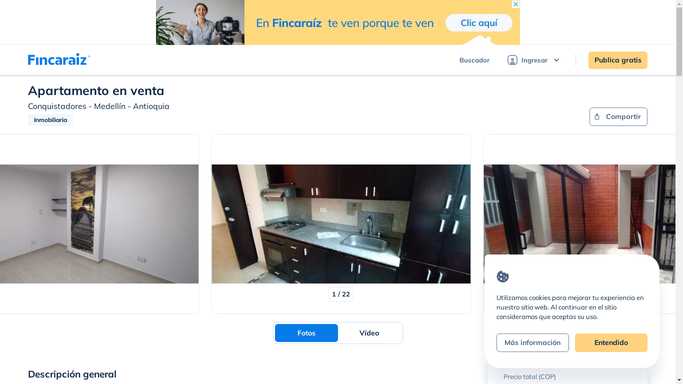 En Fincaraíz te ven porque te ven
Clic aquí
Fincaraíz
Buscador
Ingresar
Publica gratis
Apartamento en venta
Conquistadores - Medellín - Antioquia
Inmobiliaria
Compartir
1 / 22
Fotos
Vídeo
Utilizamos cookies para mejorar tu experiencia en
nuestro sitio web. Al continuar en el sitio
consideramos que aceptas su uso.
Más información
Entendido
Descripción general
Precio total (COP)